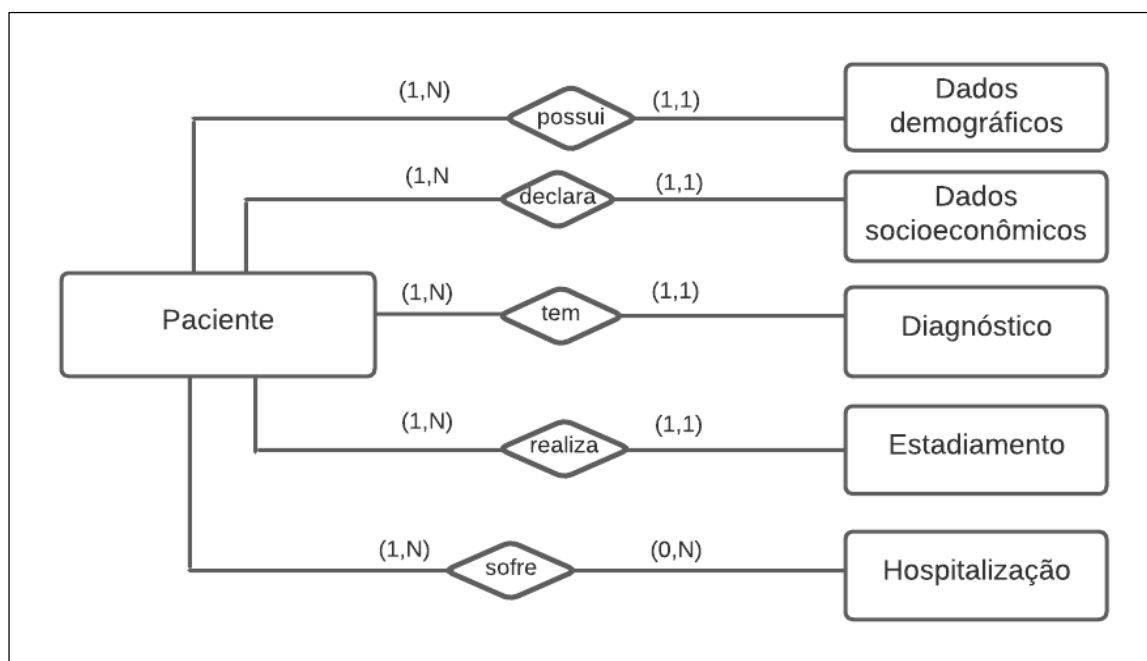 (1,N)
possui
(1,1)
Dados
demográficos
(1,N
declara
(1,1)
Dados
socioeconômicos
Paciente
(1,N)
tem
(1,1)
Diagnóstico
(1,N)
realiza
(1,1)
Estadiamento
(1,N)
sofre
(0,N)
Hospitalização